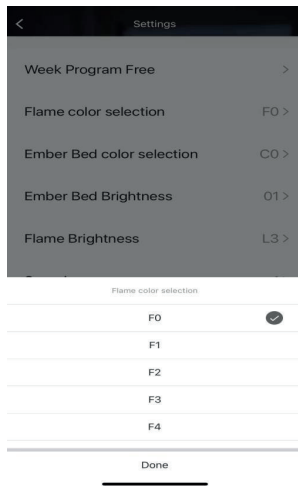 Settings
Week Program Free >
Flame color selection F0 >
Ember Bed color selection C0 >
Ember Bed Brightness 01 >
Flame Brightness L3 >
Flame color selection
F0
F1
F2
F3
F4
Done